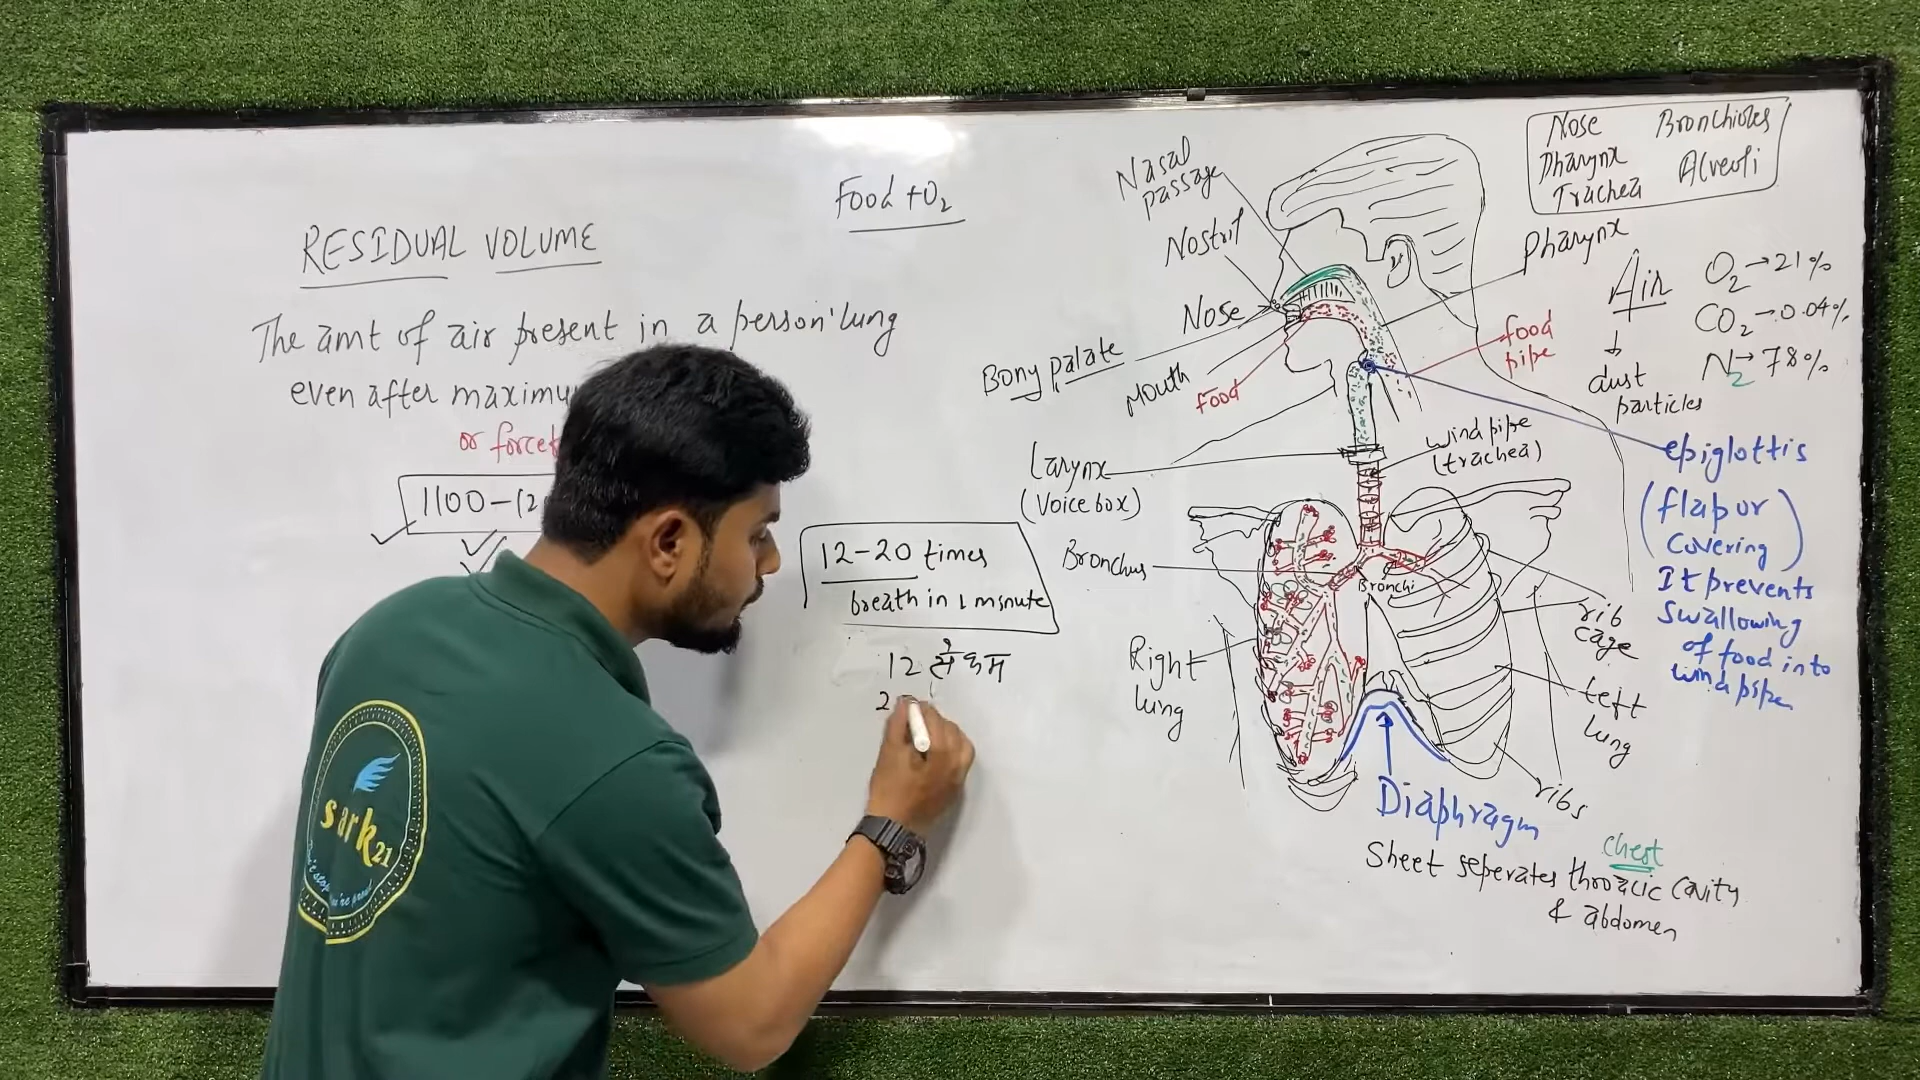 Food + O2
RESIDUAL VOLUME
The amt of air present in a person' lung
even after maximu
or forcef
1100-12
12-20 times
breath in 1 minute
12 से कम
2
Nasal
passage
Nostril
Nose
Bony palate
Mouth
Food
Larynx
(Voice box)
Bronchus
Right
lung
Nose Bronchioles
Pharynx Alveoli
Trachea
Pharynx
food
pipe
wind pipe
(trachea)
Bronchi
Air
dust
particles
O2 → 21%
CO2 → 0.04%
N2 → 78%
epiglottis
(flap or
covering)
It prevents
swallowing
of food into
wind pipe
rib
cage
Left
lung
ribs
Diaphragm
chest
Sheet seperates thoracic cavity
& abdomen
sark21